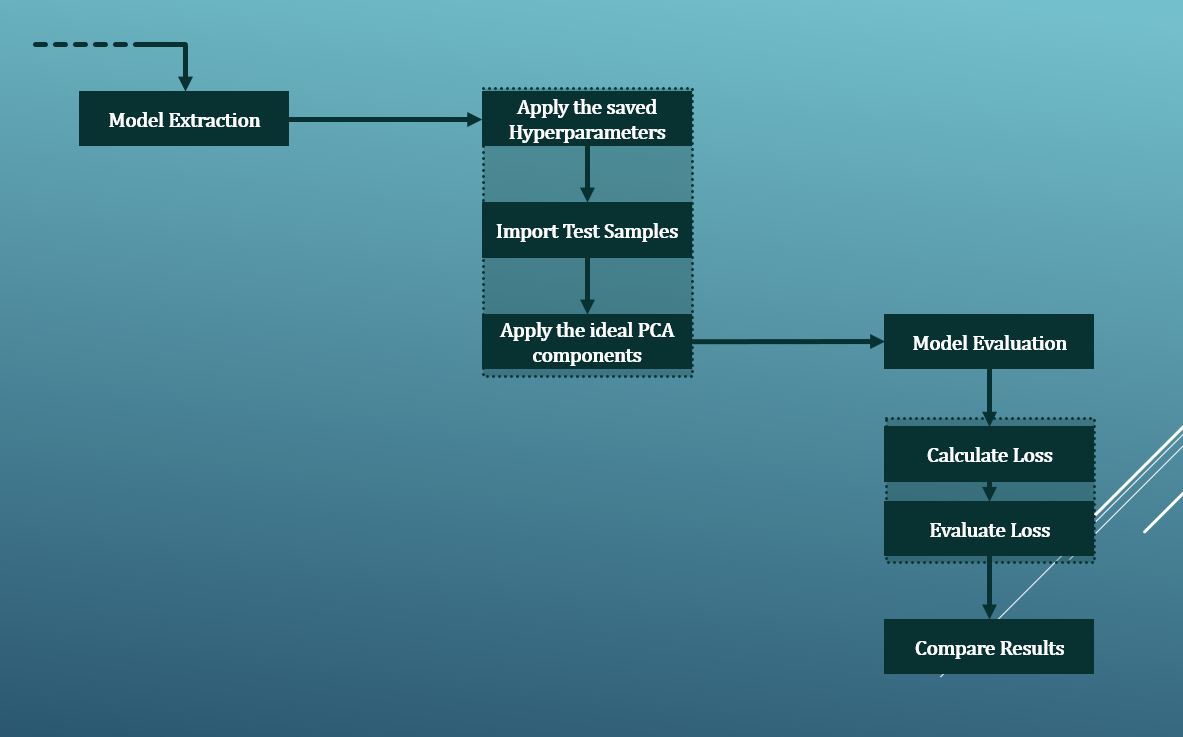 Model Extraction
Apply the saved
Hyperparameters
Import Test Samples
Apply the ideal PCA
components
Model Evaluation
Calculate Loss
Evaluate Loss
Compare Results